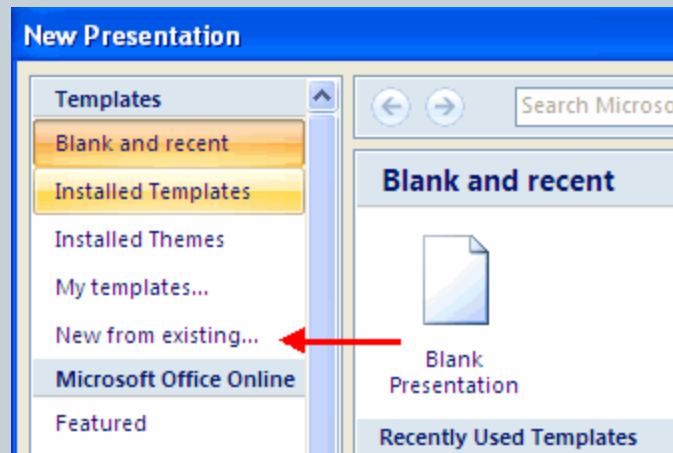 New Presentation
Templates
Blank and recent
Installed Templates
Installed Themes
My templates...
New from existing...
Microsoft Office Online
Featured
Search
Blank and recent
Blank
Presentation
Recently Used Templates